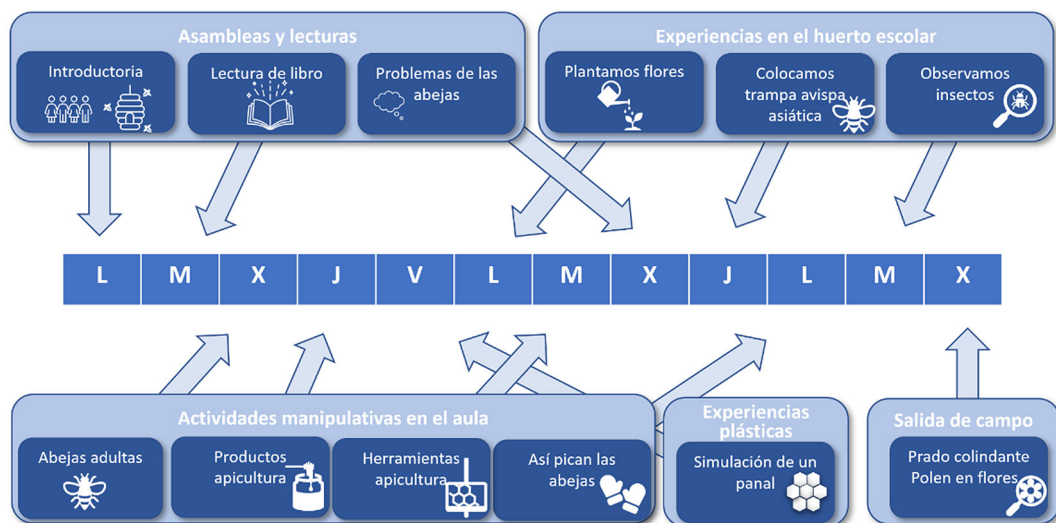 Asambleas y lecturas
Introductoria
Lectura de libro
Problemas de las
abejas
Experiencias en el huerto escolar
Plantamos flores
Colocamos
trampa avispa
asiática
Observamos
insectos
L M X J V L M X J L M X
Actividades manipulativas en el aula
Abejas adultas
Productos
apicultura
Herramientas
apicultura
Así pican las
abejas
Experiencias
plásticas
Simulación de un
panal
Salida de campo
Prado colindante
Polen en flores